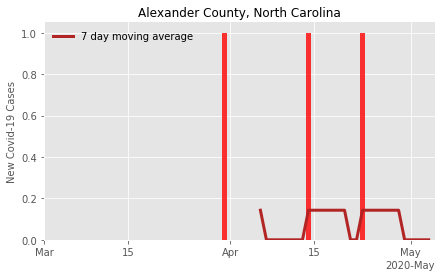 Alexander County, North Carolina
7 day moving average
New Covid-19 Cases
1.0
0.8
0.6
0.4
0.2
0.0
Mar 15 Apr 15 May
2020-May